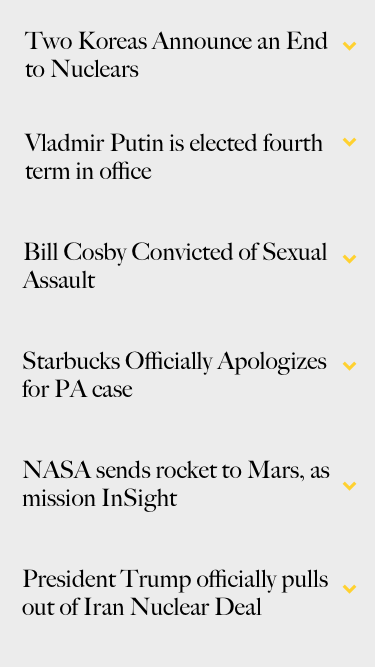 Two Koreas Announce an End
to Nuclears
Vladmir Putin is elected fourth
term in office
Bill Cosby Convicted of Sexual
Assault
Starbucks Officially Apologizes
for PA case
NASA sends rocket to Mars, as
mission InSight
President Trump officially pulls
out of Iran Nuclear Deal